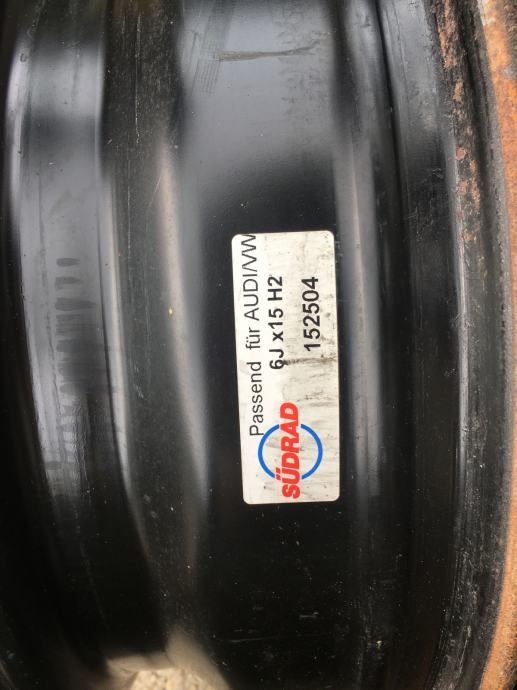 Passend für AUDI/VW
6J x15 H2
152504
SÜDRAD